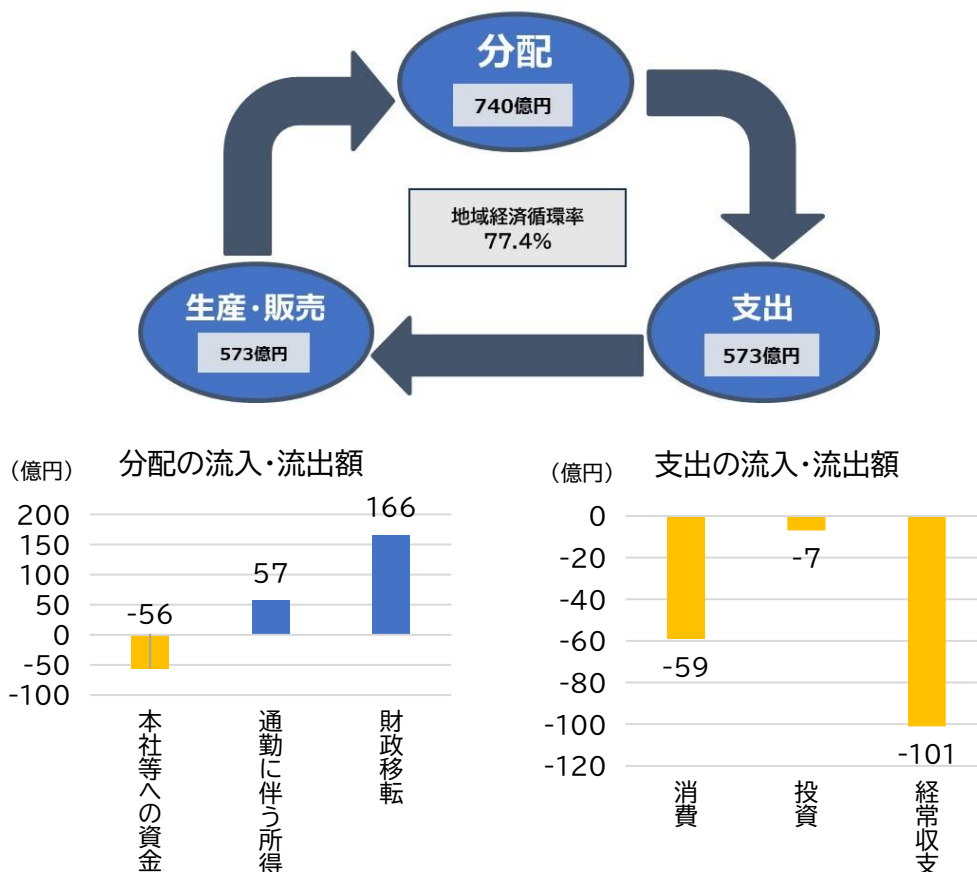 分配
740億円
地域経済循環率
77.4%
生産・販売
573億円
支出
573億円
（億円）
分配の流入・流出額
200
150
100
50
0
-50
-100
-56
57
166
本社等への資金
通勤に伴う所得
財政移転
（億円）
支出の流入・流出額
0
-20
-40
-60
-80
-100
-120
-59
-7
-101
消費
投資
経常収支